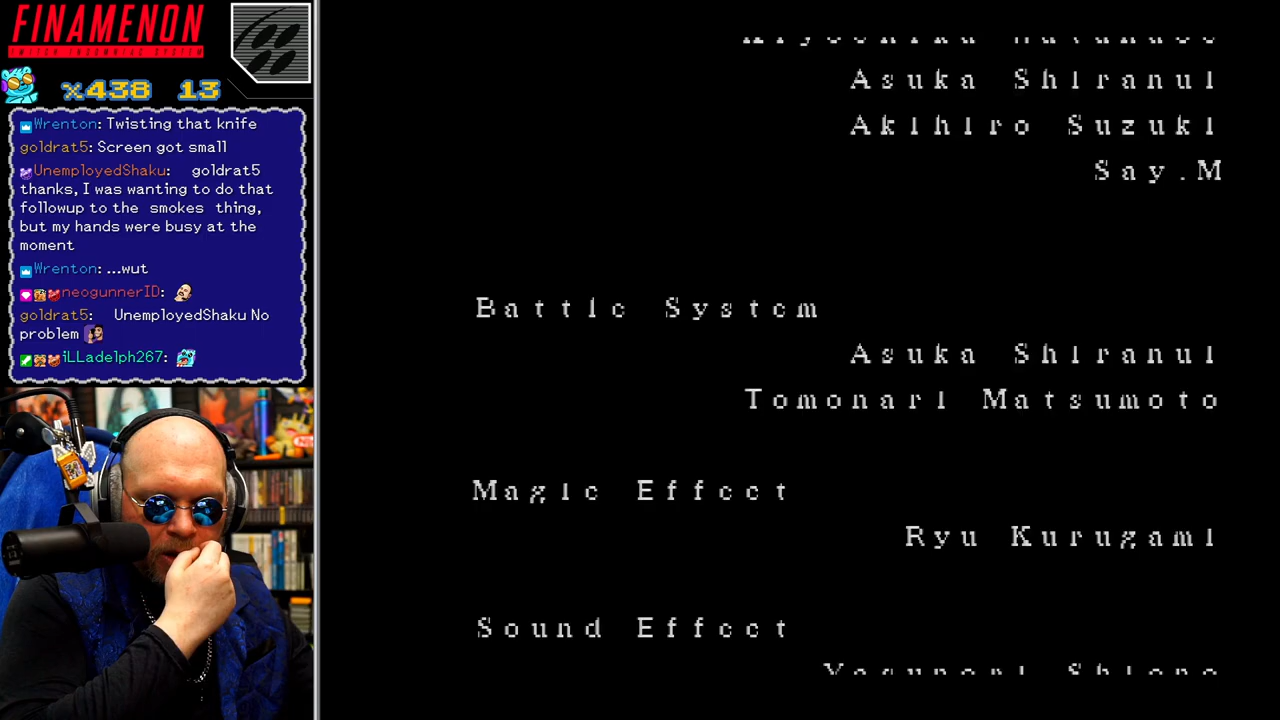 FINAMENON
TWITCH INSOMNIAC SYSTEM
x438 13
Wrenton: Twisting that knife
goldrat5: Screen got small
UnemployedShaku: goldrat5
thanks, I was wanting to do that
followup to the smokes thing,
but my hands were busy at the
moment
Wrenton: ...wut
neogunnerID:
goldrat5: UnemployedShaku No
problem
iLLadelph267:
Asuka Shiranui
Akihiro Suzuki
Say.M
Battle System
Asuka Shiranui
Tomonari Matsumoto
Magic Effect
Ryu Kurugami
Sound Effect